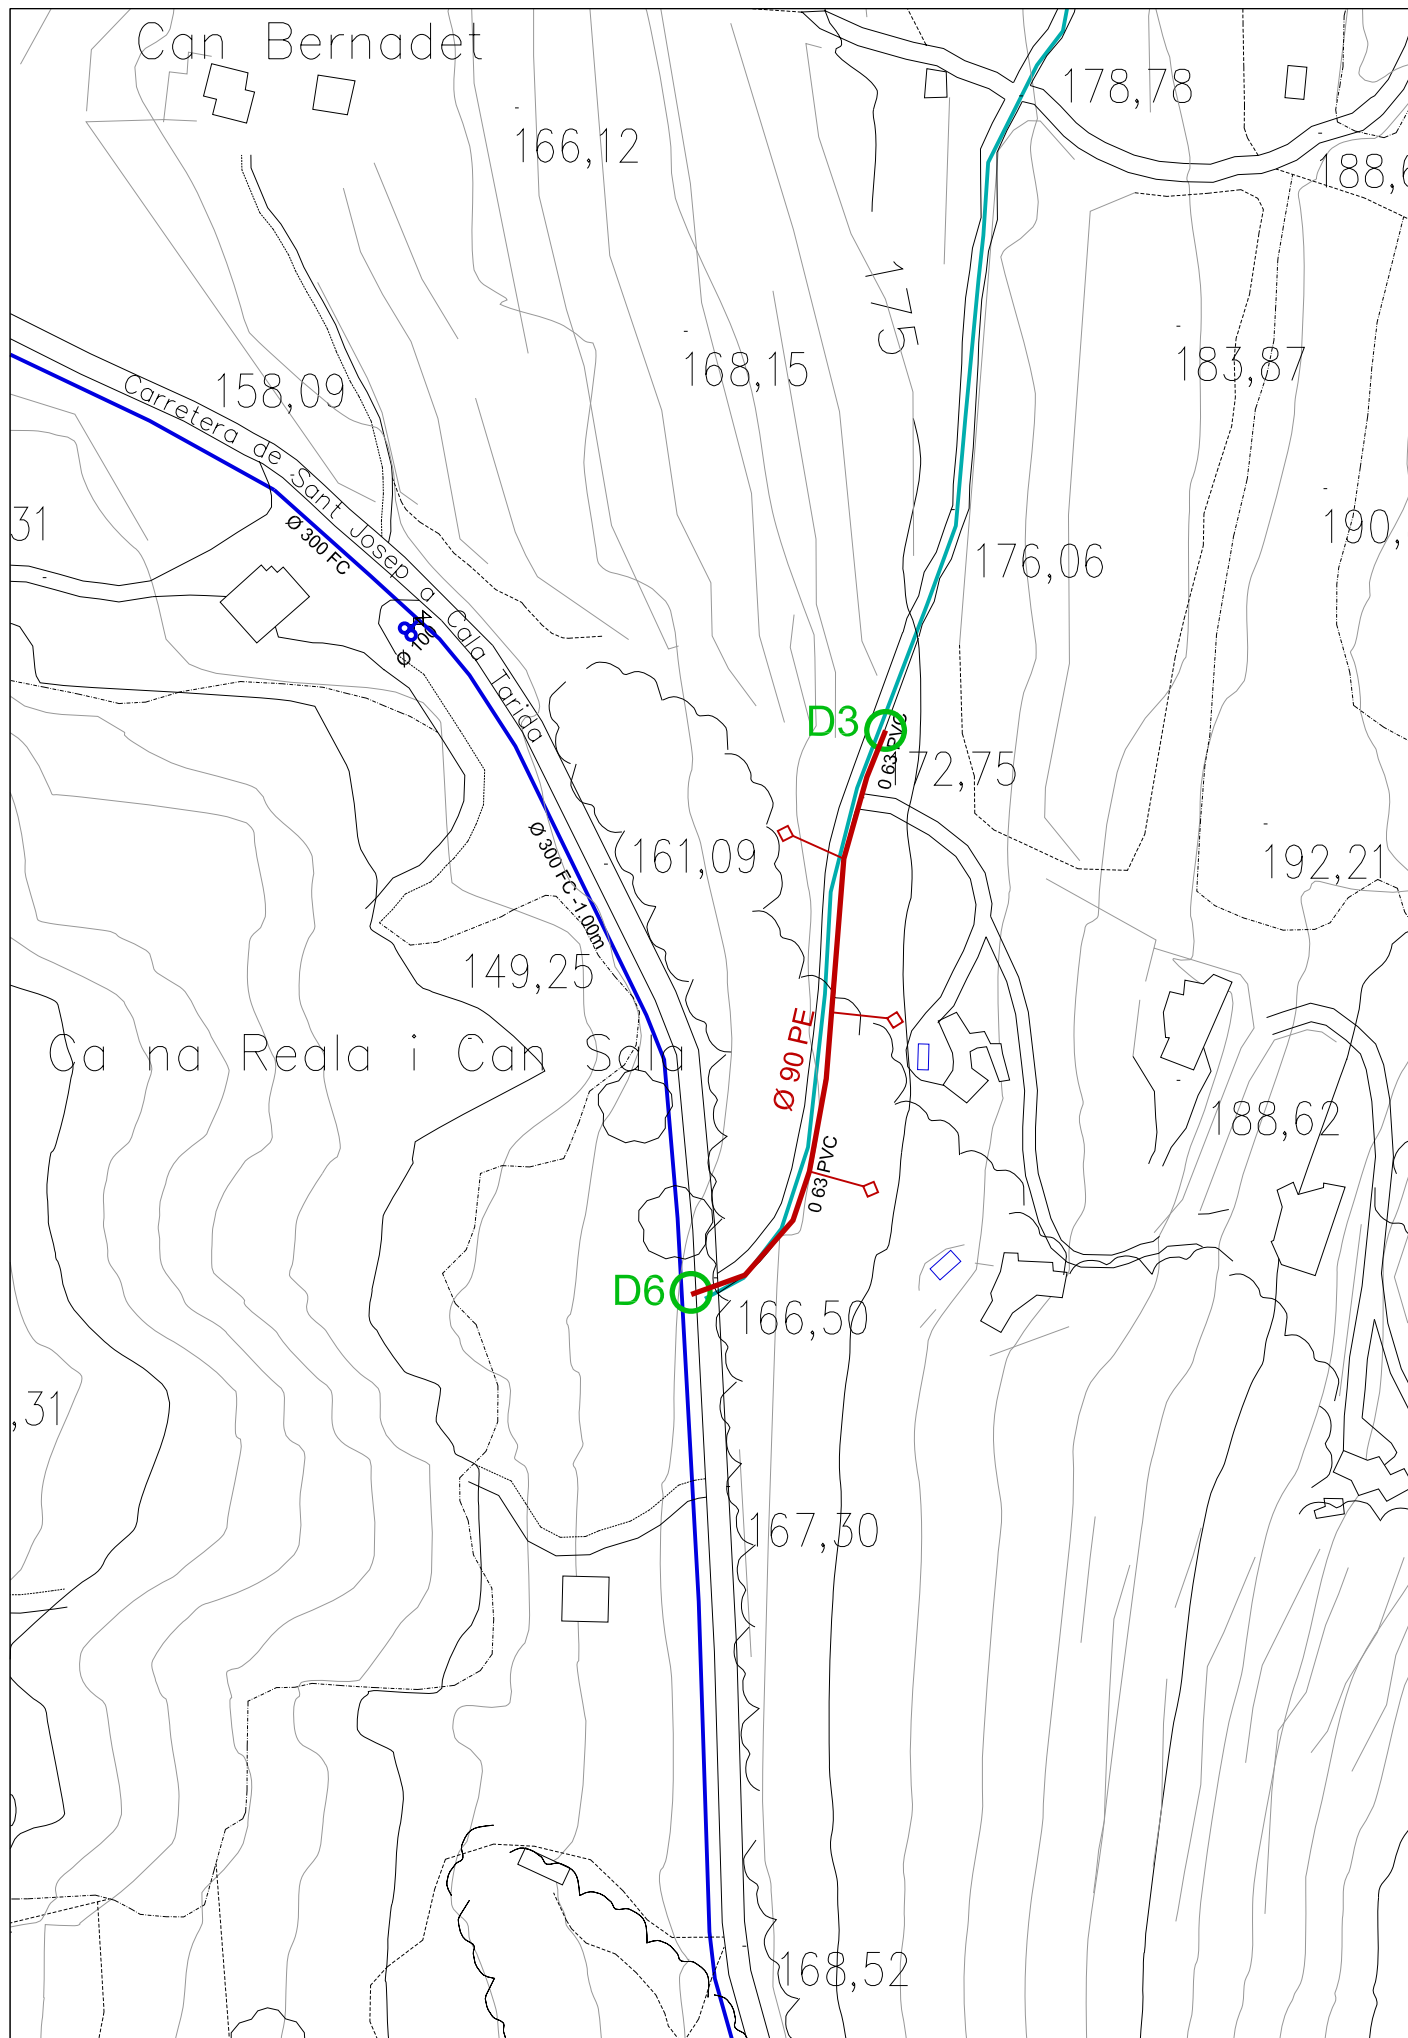 Can Bernadet
178,78
166,12
188,6
175
168,15
183,87
158,09
Carretera de Sant Josep a Cala Tarida
31
190,
Ø 300 FC
176,06
Ø 100
D3
0 63 PVC
72,75
161,09
192,21
Ø 300 FC -1.00m
149,25
Ø 90 PE
Ca na Reala i Can Sala
188,62
0 63 PVC
D6
166,50
,31
167,30
168,52